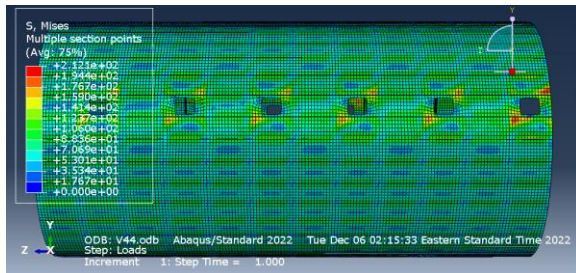 S, Mises
Multiple section points
(Avg: 75%)
+2.121e+02
+1.944e+02
+1.767e+02
+1.590e+02
+1.414e+02
+1.237e+02
+1.060e+02
+8.836e+01
+7.069e+01
+5.301e+01
+3.534e+01
+1.767e+01
+0.000e+00
Y
Y
Z X
ODB: V44.odb Abaqus/Standard 2022 Tue Dec 06 02:15:33 Eastern Standard Time 2022
Step: Loads
Increment 1: Step Time = 1.000